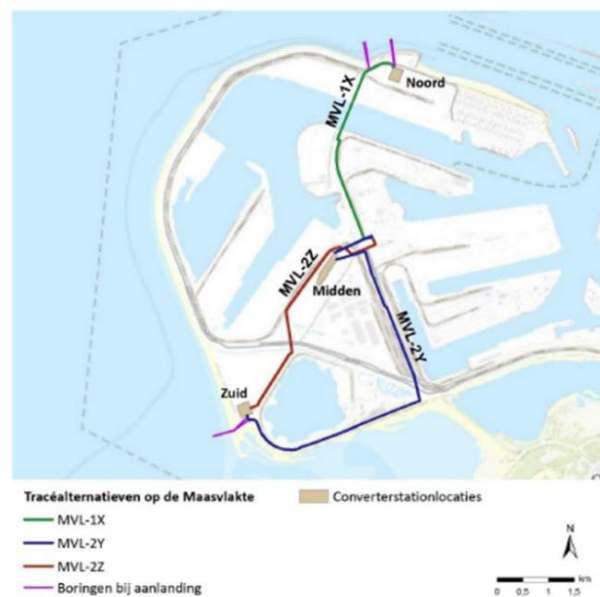 Noord
MVL-1X
MVL-2Z
Midden
MVL-2Y
Zuid
Tracéalternatieven op de Maasvlakte
Converterstationlocaties
MVL-1X
MVL-2Y
MVL-2Z
Boringen bij aanlanding
N
km
0 0,5 1 1,5